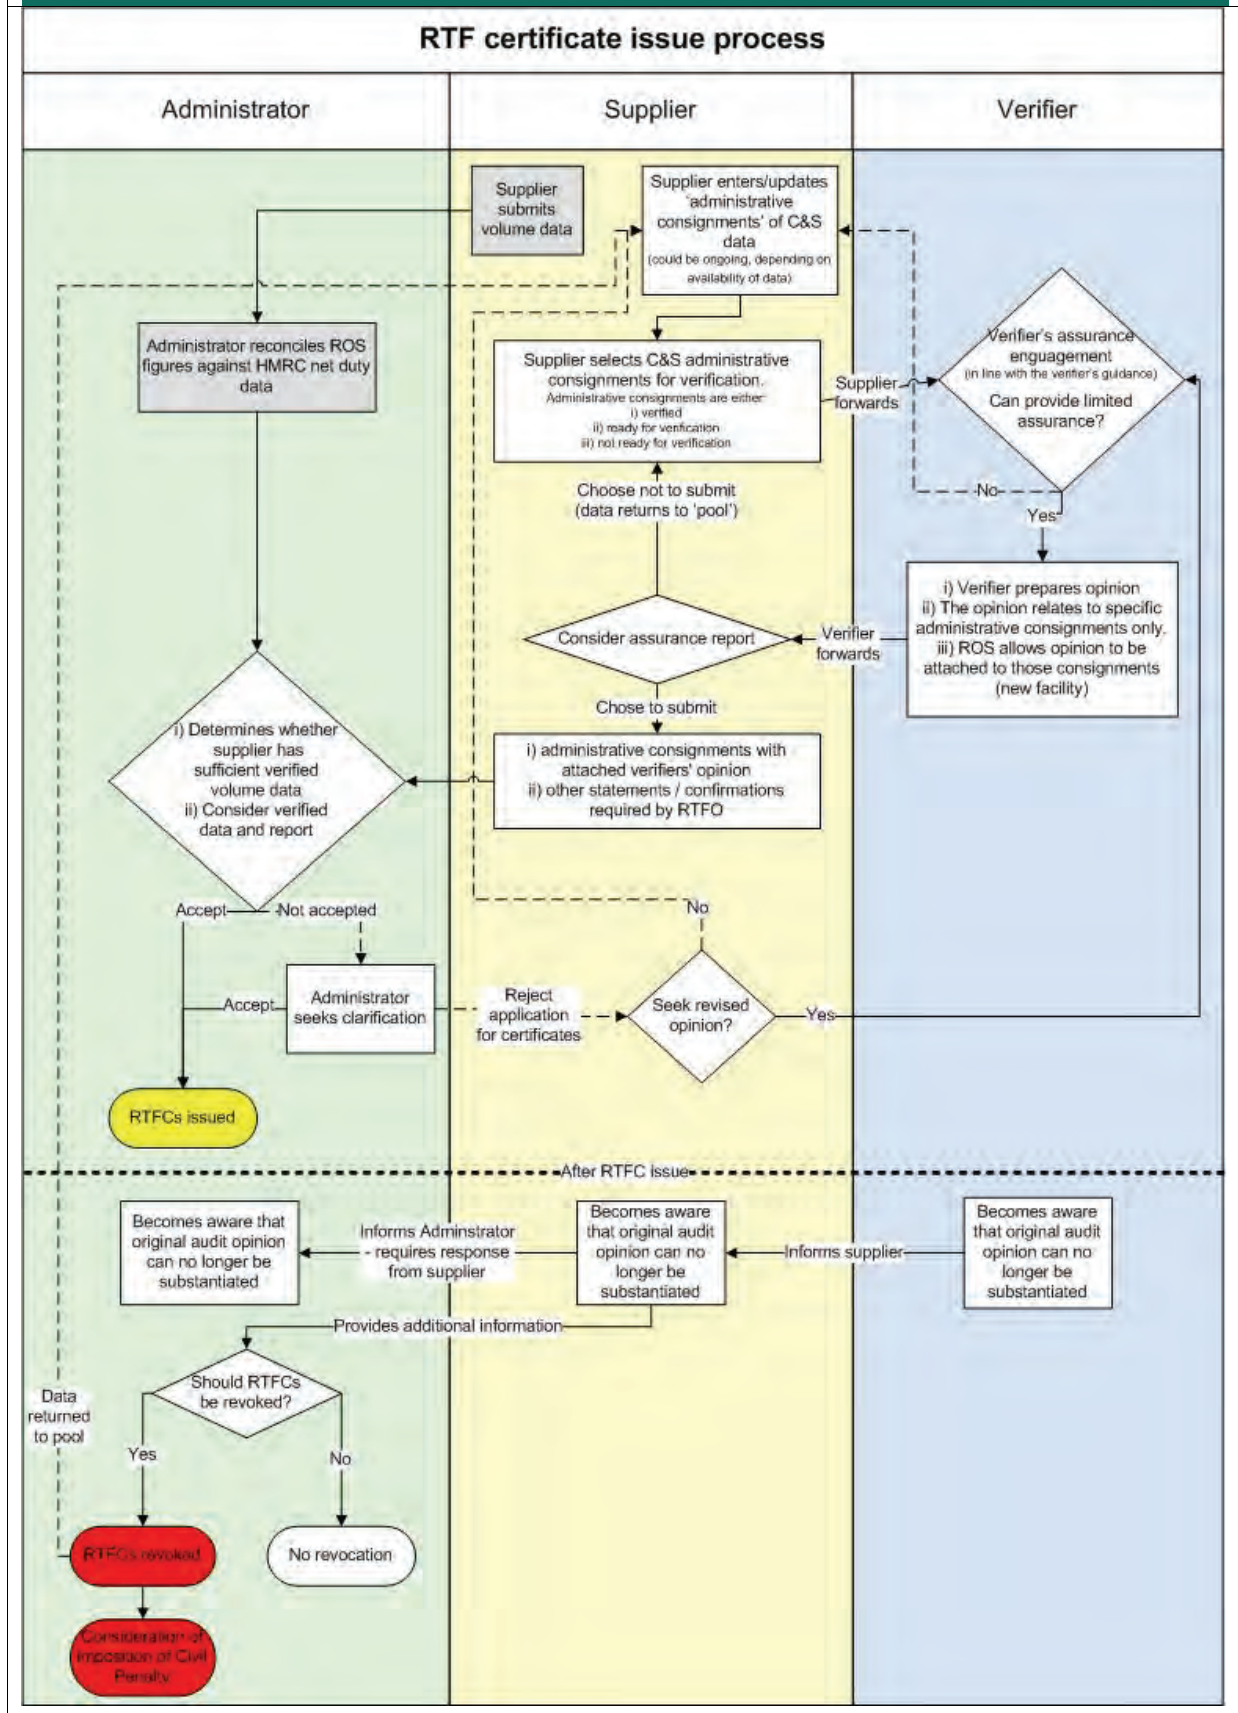 RTF certificate issue process
Administrator
Supplier
Verifier
Supplier
submits
volume data
Supplier enters/updates
'administrative
consignments' of C&S
data
(could be ongoing, depending on
availability of data)
Administrator reconciles ROS
figures against HMRC net duty
data
Supplier selects C&S administrative
consignments for verification.
Administrative consignments are either
i) verified
ii) ready for verification
iii) not ready for verification
Supplier
forwards
Verifier's assurance
enguagement
(in line with the verifier's guidance)
Can provide limited
assurance?
No
Yes
Choose not to submit
(data returns to 'pool')
i) Verifier prepares opinion
ii) The opinion relates to specific
administrative consignments only.
iii) ROS allows opinion to be
attached to those consignments
(new facility)
Verifier
forwards
Consider assurance report
Chose to submit
i) administrative consignments with
attached verifiers' opinion
ii) other statements / confirmations
required by RTFO
i) Determines whether
supplier has
sufficient verified
volume data
ii) Consider verified
data and report
Accept
Not accepted
Administrator
seeks clarification
Accept
Reject
application
for certificates
No
Seek revised
opinion?
Yes
RTFCs issued
After RTFC issue
Becomes aware that
original audit opinion
can no longer be
substantiated
Informs Adminstrator
- requires response
from supplier
Becomes aware
that original audit
opinion can no
longer be
substantiated
Informs supplier
Becomes aware
that original audit
opinion can no
longer be
substantiated
Provides additional information
Should RTFCs
be revoked?
Data
returned
to pool
Yes
No
RTFCs revoked
No revocation
Consideration of
imposition of Civil
Penalty